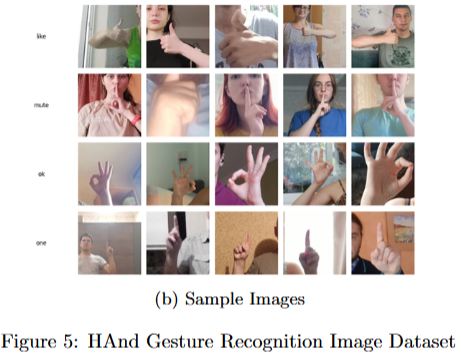 like
mute
ok
one
(b) Sample Images
Figure 5: HAnd Gesture Recognition Image Dataset